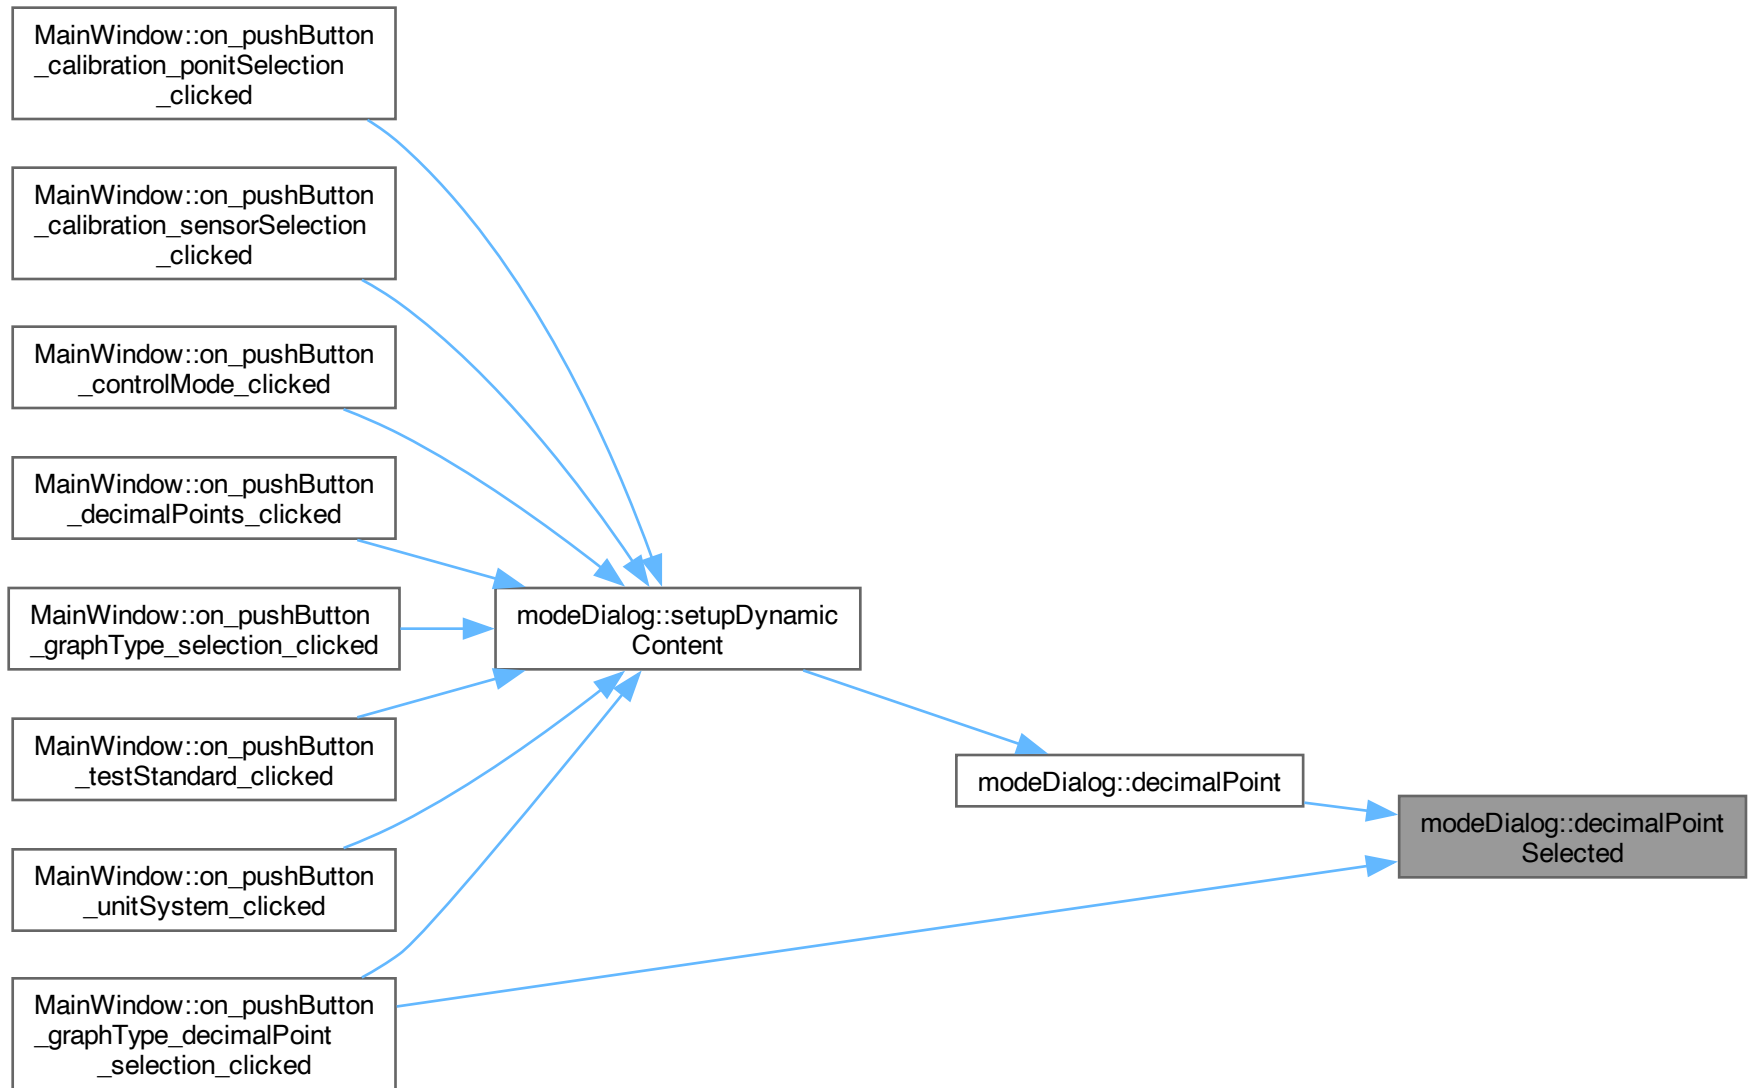 MainWindow::on_pushButton
_calibration_ponitSelection
_clicked
MainWindow::on_pushButton
_calibration_sensorSelection
_clicked
MainWindow::on_pushButton
_controlMode_clicked
MainWindow::on_pushButton
_decimalPoints_clicked
MainWindow::on_pushButton
_graphType_selection_clicked
MainWindow::on_pushButton
_testStandard_clicked
MainWindow::on_pushButton
_unitSystem_clicked
MainWindow::on_pushButton
_graphType_decimalPoint
_selection_clicked
modeDialog::setupDynamic
Content
modeDialog::decimalPoint
modeDialog::decimalPoint
Selected